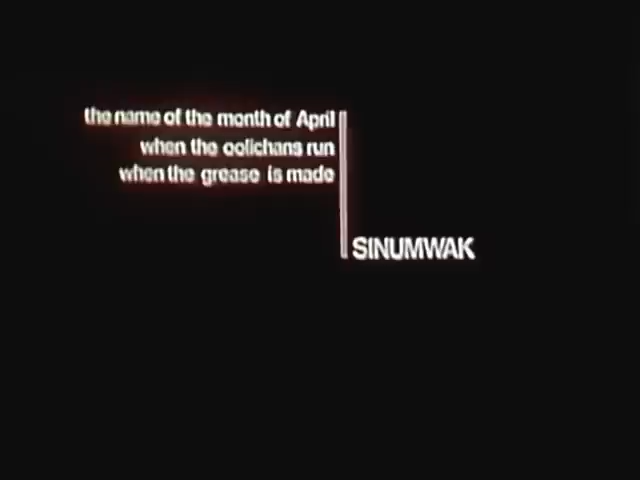 the name of the month of April
when the oolichans run
when the grease is made
SINUMWAK